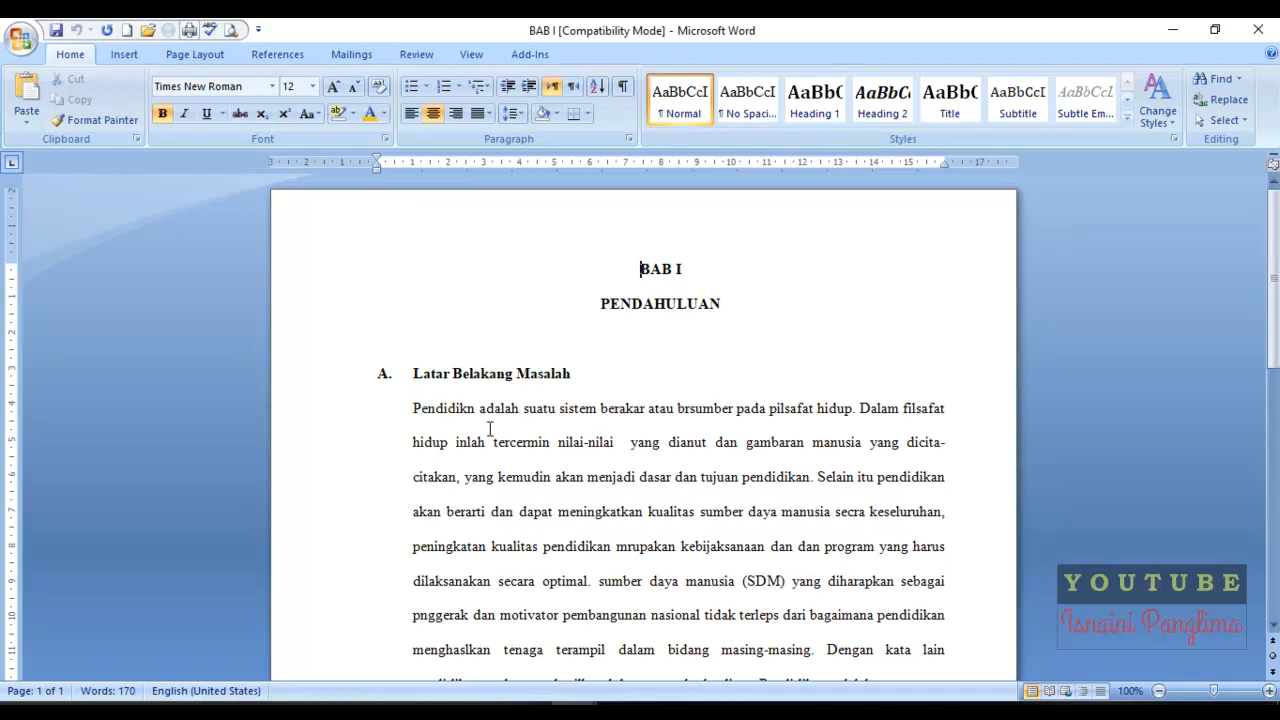 BAB I [Compatibility Mode] - Microsoft Word
Home Insert Page Layout References Mailings Review View Add-Ins
Paste
Cut
Copy
Format Painter
Clipboard
Times New Roman 12
Font
Paragraph
AaBbCcI AaBbCcI AaBbC AaBbCc AaBbC AaBbCcI AaBbCcI
¶ Normal ¶ No Spaci... Heading 1 Heading 2 Title Subtitle Subtle Em...
Change Styles
Styles
Find
Replace
Select
Editing
BAB I
PENDAHULUAN
A. Latar Belakang Masalah
Pendidikn adalah suatu sistem berakar atau brsumber pada pilsafat hidup. Dalam filsafat
hidup inlah tercermin nilai-nilai yang dianut dan gambaran manusia yang dicita-
citakan, yang kemudin akan menjadi dasar dan tujuan pendidikan. Selain itu pendidikan
akan berarti dan dapat meningkatkan kualitas sumber daya manusia secra keseluruhan,
peningkatan kualitas pendidikan mrupakan kebijaksanaan dan dan program yang harus
dilaksanakan secara optimal. sumber daya manusia (SDM) yang diharapkan sebagai
pnggerak dan motivator pembangunan nasional tidak terleps dari bagaimana pendidikan
menghaslkan tenaga terampil dalam bidang masing-masing. Dengan kata lain
YOUTUBE
Isnaini Panglima
Page: 1 of 1 Words: 170 English (United States) 100%